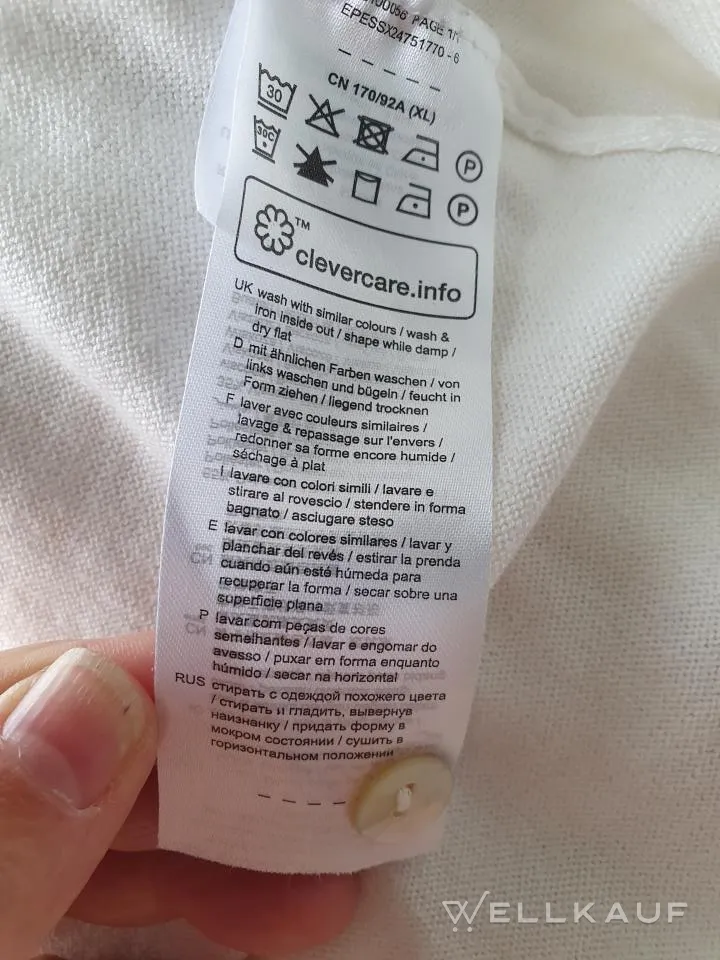 100056 PAGE 1/1
EPESSX24751770 - 6
CN 170/92A (XL)
30
P
30C
P
TM
clevercare.info
UK wash with similar colours / wash &
iron inside out / shape while damp /
dry flat
D mit ähnlichen Farben waschen / von
links waschen und bügeln / feucht in
Form ziehen / liegend trocknen
F laver avec couleurs similaires /
lavage & repassage sur l'envers /
redonner sa forme encore humide /
séchage à plat
I lavare con colori simili / lavare e
stirare al rovescio / stendere in forma
bagnato / asciugare steso
E lavar con colores similares / lavar y
planchar del revés / estirar la prenda
cuando aún esté húmeda para
recuperar la forma / secar sobre una
superficie plana
P lavar com peças de cores
semelhantes / lavar e engomar do
avesso / puxar em forma enquanto
húmido / secar na horizontal
RUS стирать с одеждой похожего цвета
/ стирать и гладить, вывернув
наизнанку / придать форму в
мокром состоянии / сушить в
горизонтальном положении
WELLKAUF